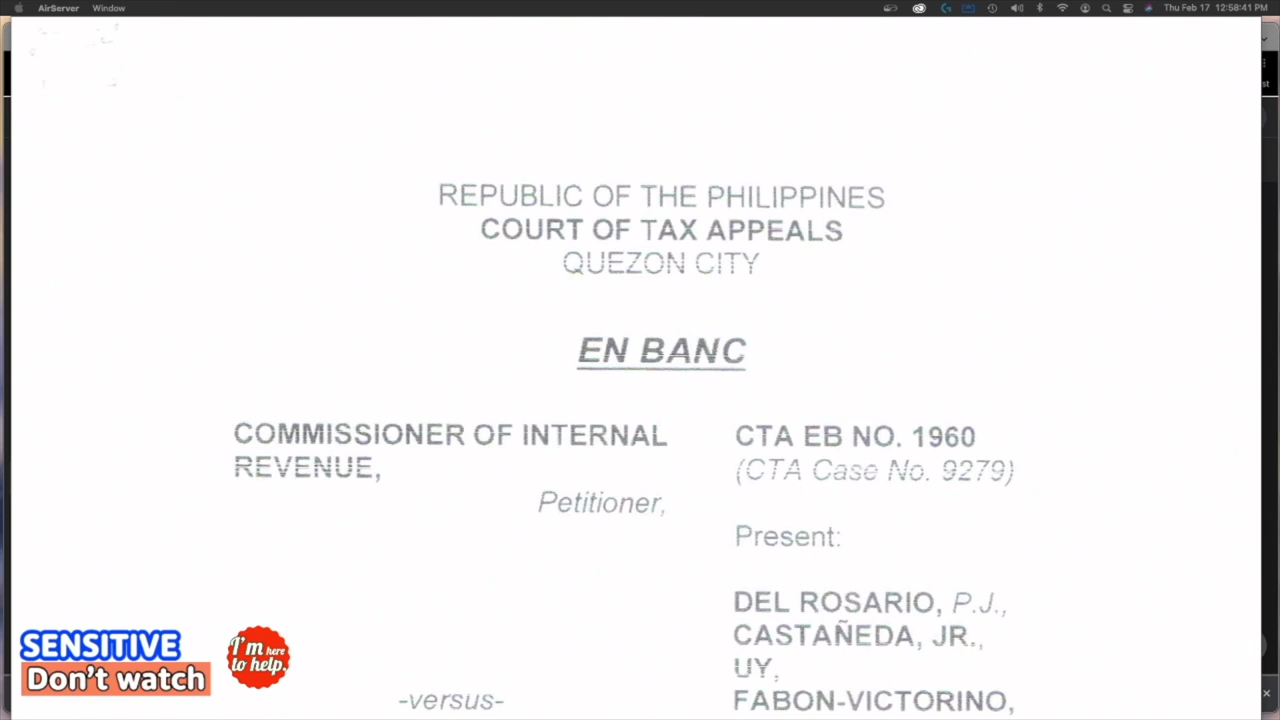 AirServer Window Thu Feb 17 12:58:41 PM
st
REPUBLIC OF THE PHILIPPINES
COURT OF TAX APPEALS
QUEZON CITY
EN BANC
COMMISSIONER OF INTERNAL
REVENUE,
Petitioner,
-versus-
CTA EB NO. 1960
(CTA Case No. 9279)
Present:
DEL ROSARIO, P.J.,
CASTAÑEDA, JR.,
UY,
FABON-VICTORINO,
SENSITIVE
Don't watch
I'm here
to help.